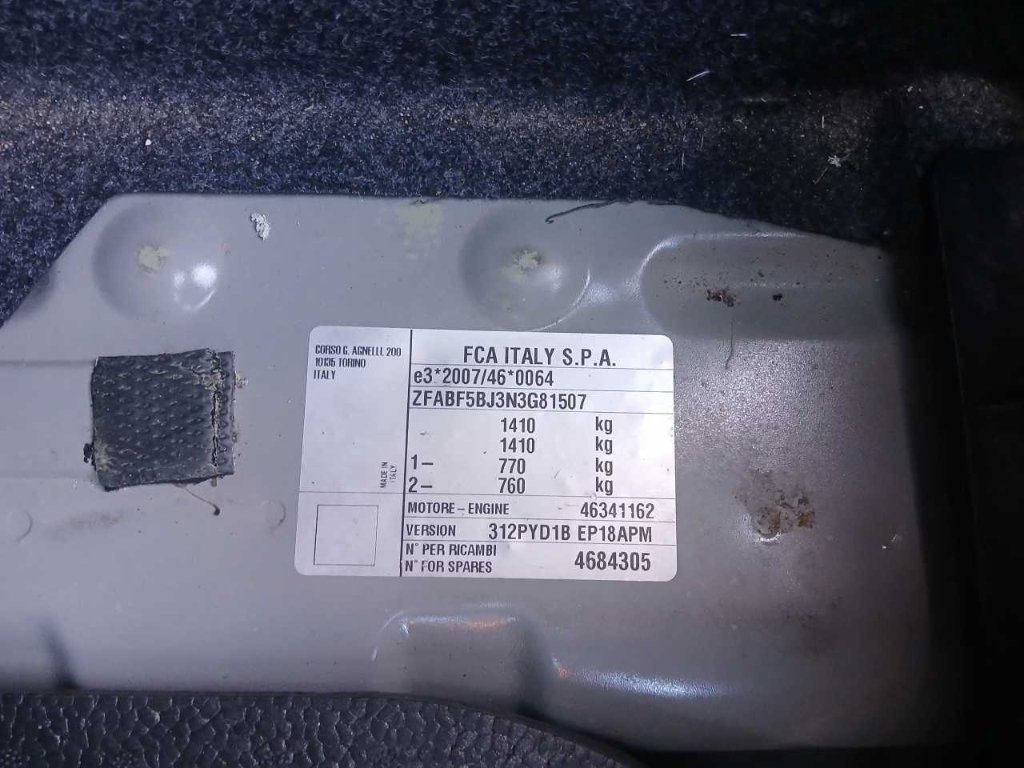 CORSO G. AGNELLI, 200
10135 TORINO
ITALY
MADE IN
ITALY
FCA ITALY S.P.A.
e3*2007/46*0064
ZFABF5BJ3N3G81507
1410 kg
1410 kg
1– 770 kg
2– 760 kg
MOTORE – ENGINE 46341162
VERSION 312PYD1B EP18APM
N° PER RICAMBI
N° FOR SPARES 4684305